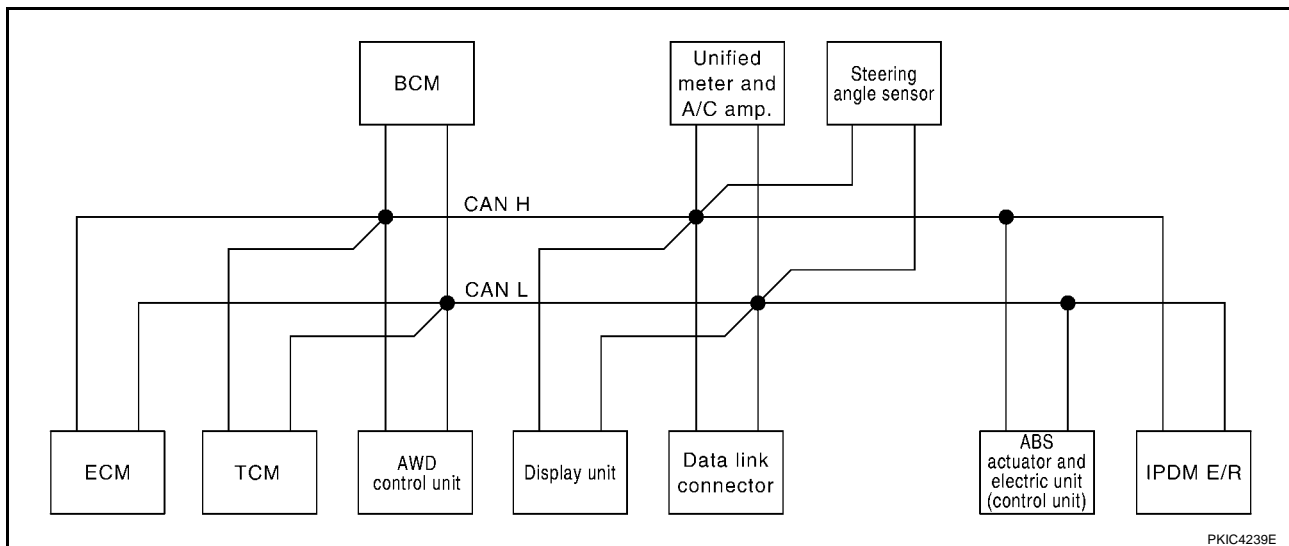 BCM
Unified
meter and
A/C amp.
Steering
angle sensor
CAN H
CAN L
ECM
TCM
AWD
control unit
Display unit
Data link
connector
ABS
actuator and
electric unit
(control unit)
IPDM E/R
PKIC4239E